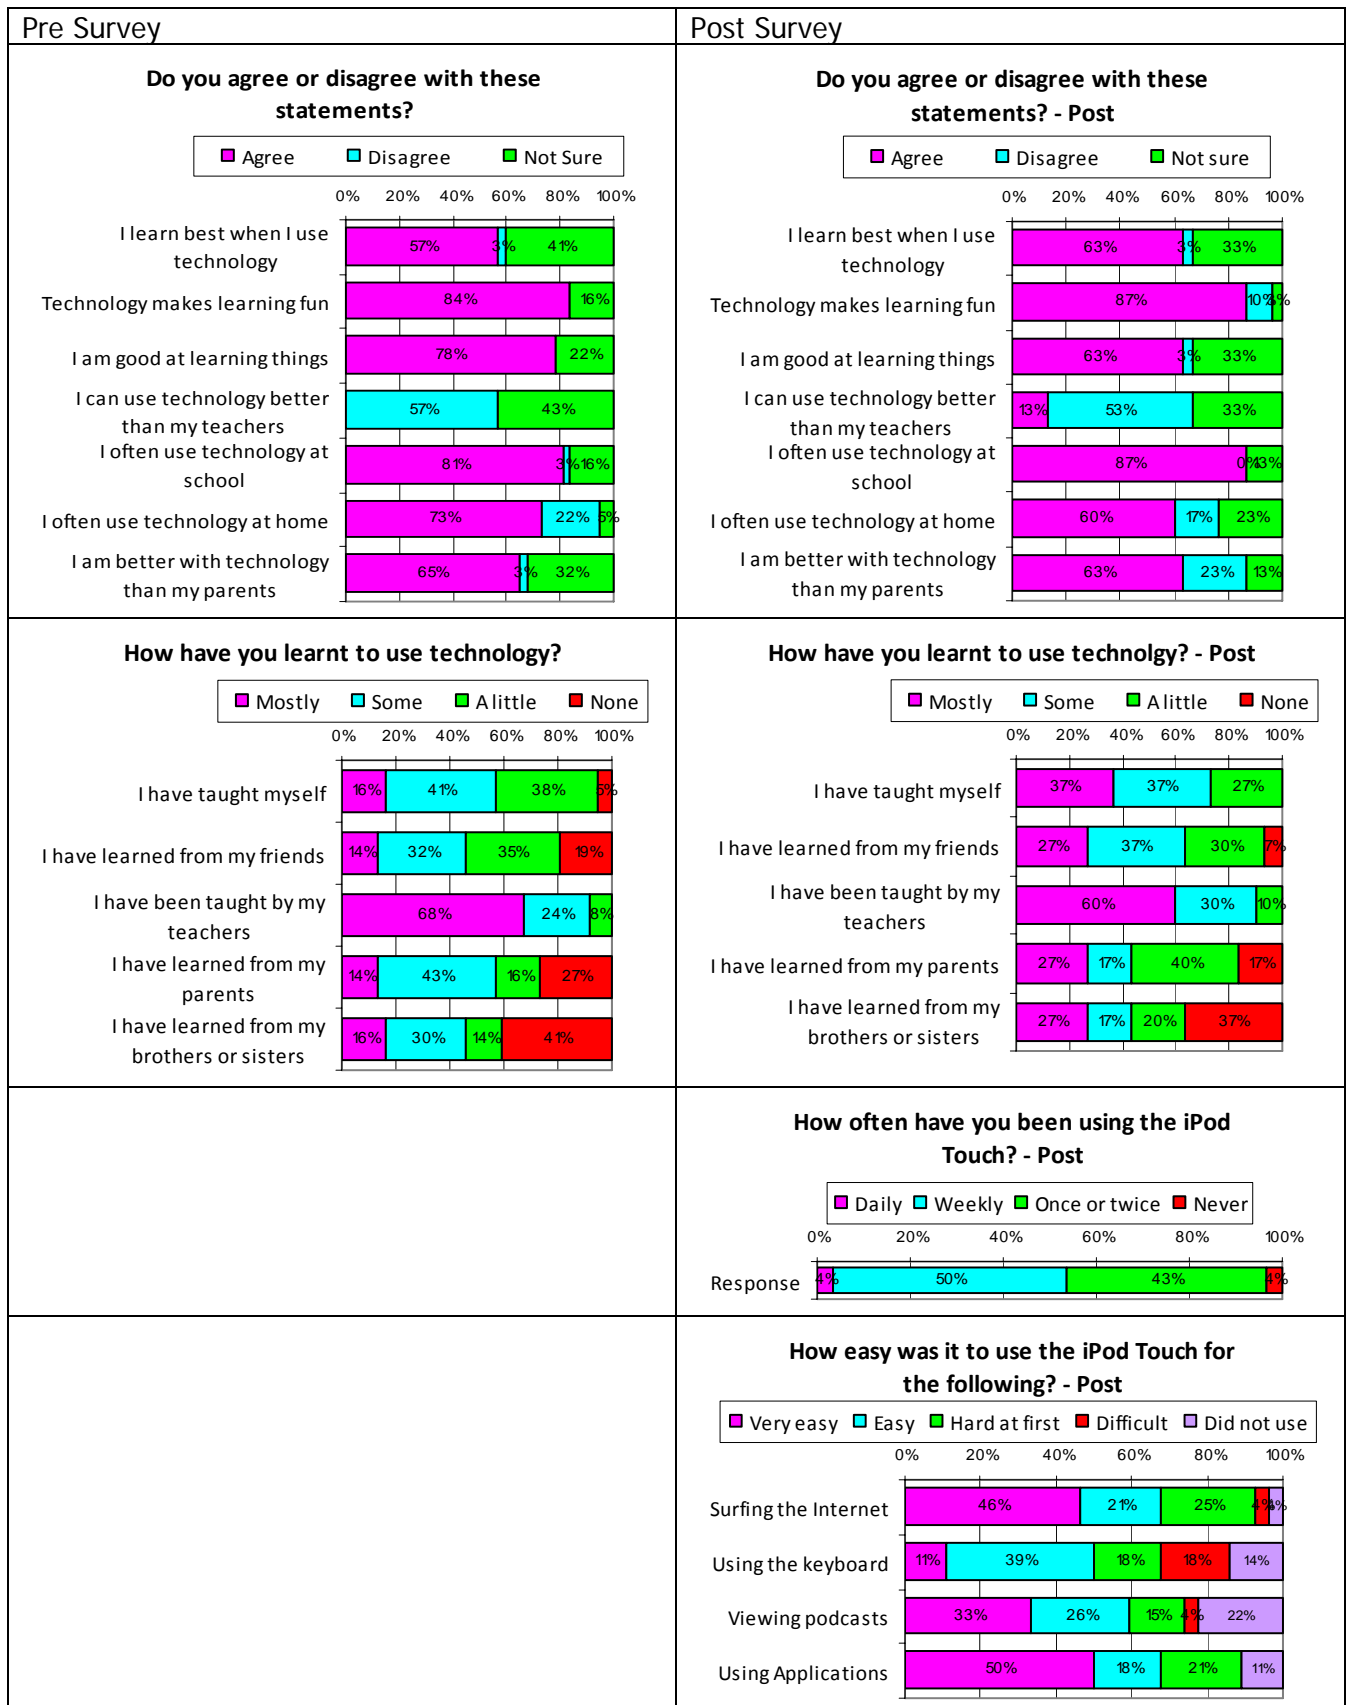 Pre Survey
Post Survey
Do you agree or disagree with these
statements?
Agree Disagree Not Sure
0% 20% 40% 60% 80% 100%
I learn best when I use
technology
57% 3% 41%
Technology makes learning fun
84% 16%
I am good at learning things
78% 22%
I can use technology better
than my teachers
57% 43%
I often use technology at
school
81% 3% 16%
I often use technology at home
73% 22% 5%
I am better with technology
than my parents
65% 3% 32%
Do you agree or disagree with these
statements? - Post
Agree Disagree Not sure
0% 20% 40% 60% 80% 100%
I learn best when I use
technology
63% 3% 33%
Technology makes learning fun
87% 10% 3%
I am good at learning things
63% 3% 33%
I can use technology better
than my teachers
13% 53% 33%
I often use technology at
school
87% 0% 13%
I often use technology at home
60% 17% 23%
I am better with technology
than my parents
63% 23% 13%
How have you learnt to use technology?
Mostly Some A little None
0% 20% 40% 60% 80% 100%
I have taught myself
16% 41% 38% 5%
I have learned from my friends
14% 32% 35% 19%
I have been taught by my
teachers
68% 24% 8%
I have learned from my
parents
14% 43% 16% 27%
I have learned from my
brothers or sisters
16% 30% 14% 41%
How have you learnt to use technolgy? - Post
Mostly Some A little None
0% 20% 40% 60% 80% 100%
I have taught myself
37% 37% 27%
I have learned from my friends
27% 37% 30% 7%
I have been taught by my
teachers
60% 30% 10%
I have learned from my parents
27% 17% 40% 17%
I have learned from my
brothers or sisters
27% 17% 20% 37%
How often have you been using the iPod
Touch? - Post
Daily Weekly Once or twice Never
0% 20% 40% 60% 80% 100%
Response
4% 50% 43% 4%
How easy was it to use the iPod Touch for
the following? - Post
Very easy Easy Hard at first Difficult Did not use
0% 20% 40% 60% 80% 100%
Surfing the Internet
46% 21% 25% 4% 4%
Using the keyboard
11% 39% 18% 18% 14%
Viewing podcasts
33% 26% 15% 4% 22%
Using Applications
50% 18% 21% 11%